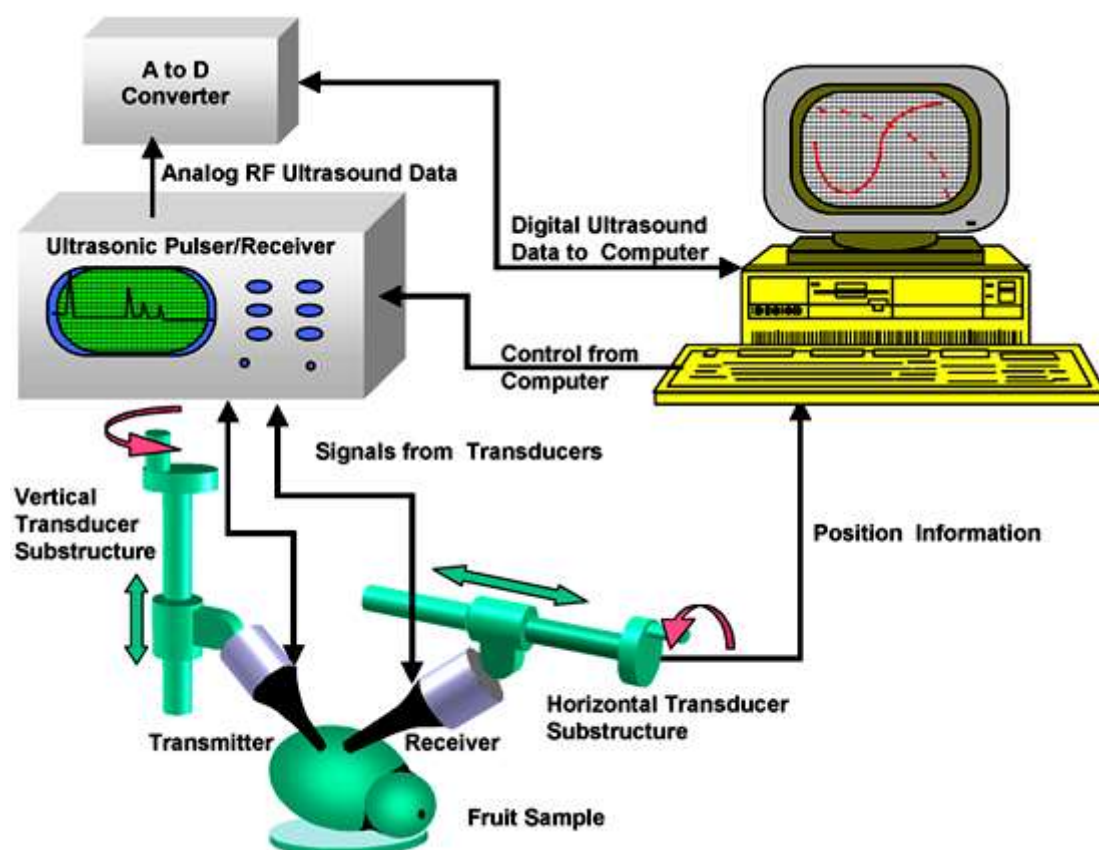 A to D
Converter
Analog RF Ultrasound Data
Ultrasonic Pulser/Receiver
Digital Ultrasound
Data to Computer
Control from
Computer
Signals from Transducers
Vertical
Transducer
Substructure
Position Information
Horizontal Transducer
Substructure
Transmitter
Receiver
Fruit Sample